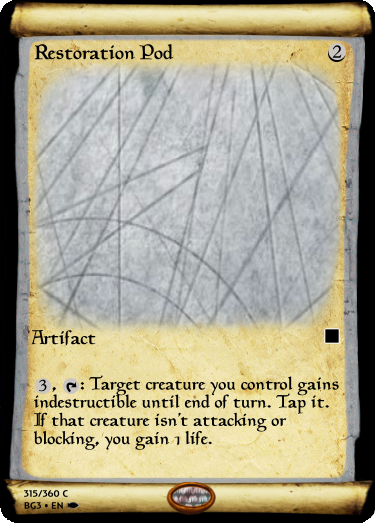 Restoration Pod 2
Artifact
3, : Target creature you control gains
indestructible until end of turn. Tap it.
If that creature isn't attacking or
blocking, you gain 1 life.
315/360 C
BG3 • EN